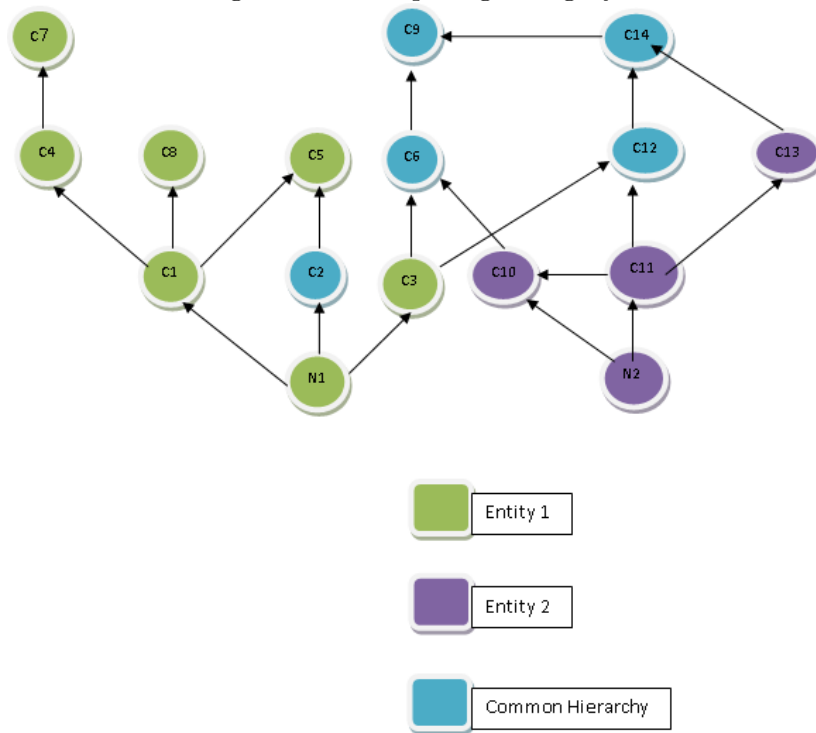 C7
C9
C14
C4
C8
C5
C6
C12
C13
C1
C2
C3
C10
C11
N1
N2
Entity 1
Entity 2
Common Hierarchy